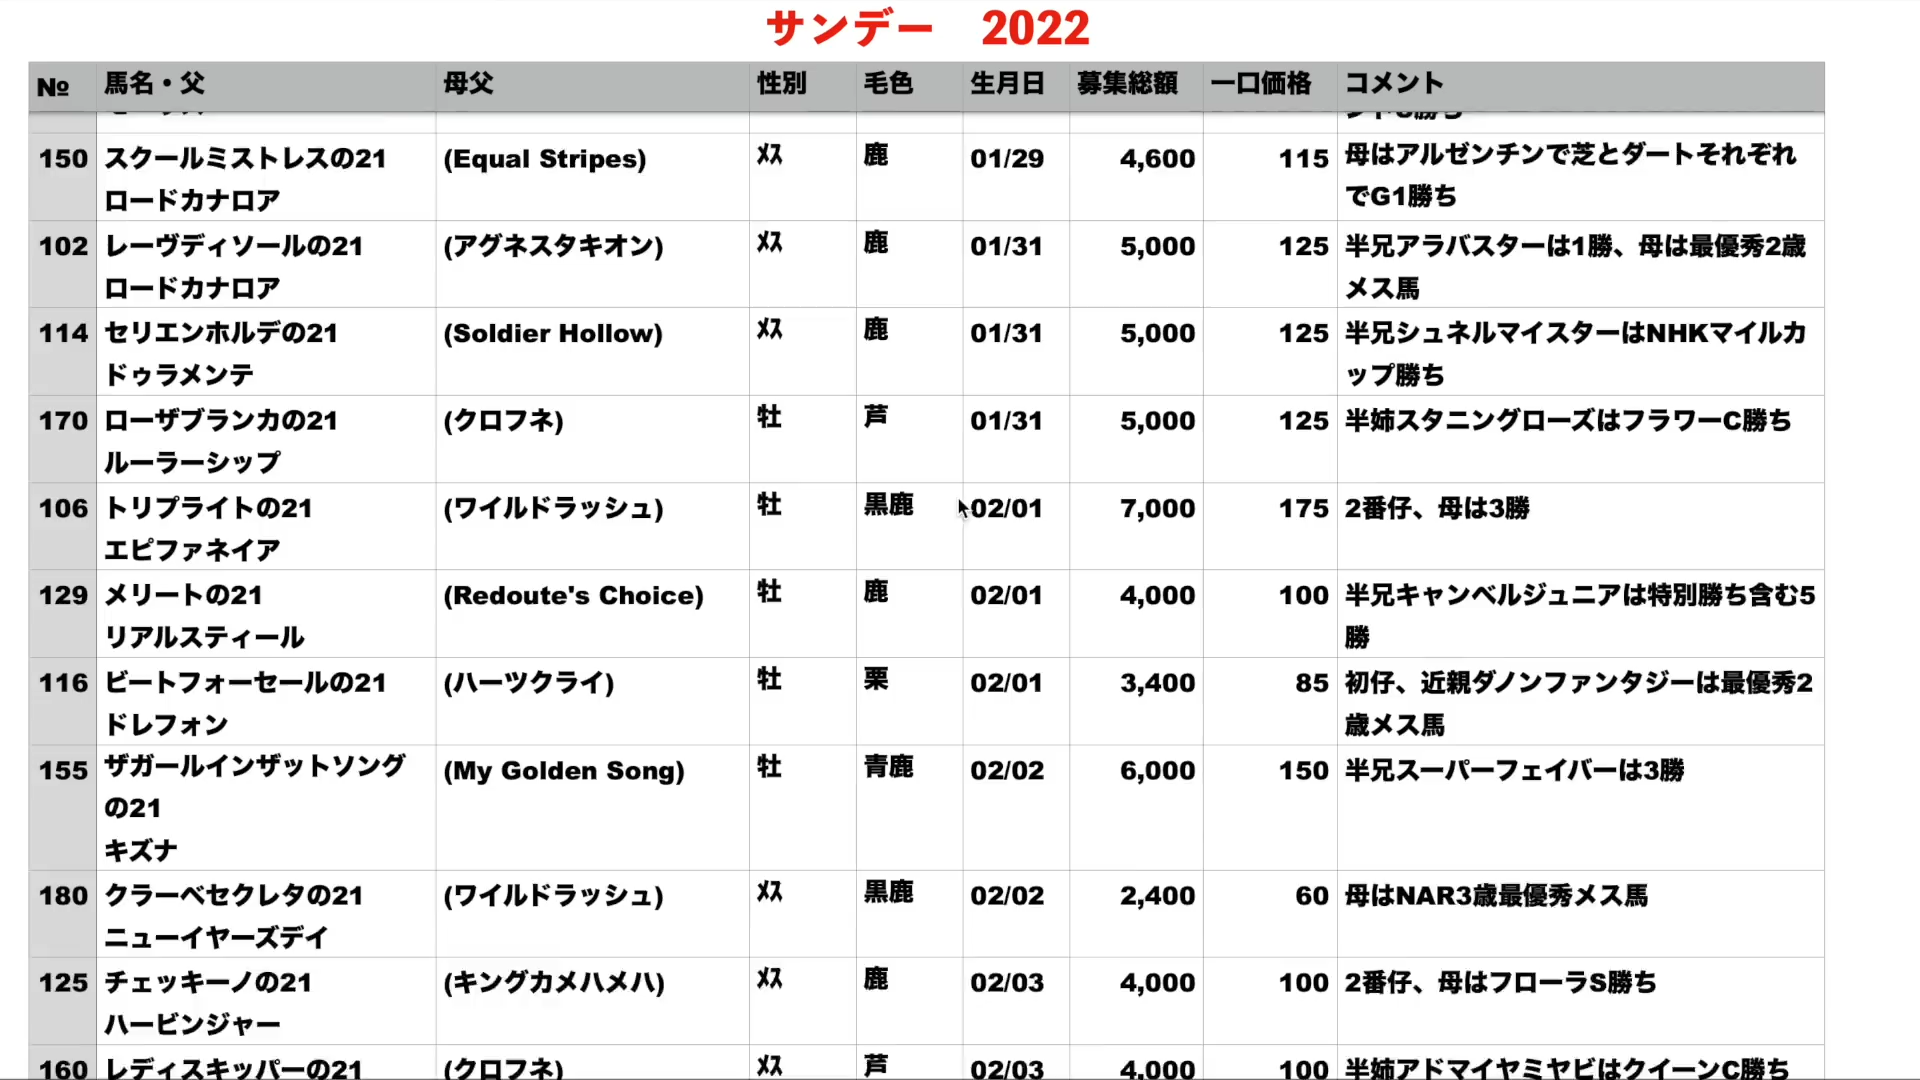 サンデー　2022
№ 馬名・父 母父 性別 毛色 生月日 募集総額 一口価格 コメント
150 スクールミストレスの21 (Equal Stripes) ﾒｽ 鹿 01/29 4,600 115 母はアルゼンチンで芝とダートそれぞれ
ロードカナロア でG1勝ち
102 レーヴディソールの21 (アグネスタキオン) ﾒｽ 鹿 01/31 5,000 125 半兄アラバスターは1勝、母は最優秀2歳
ロードカナロア メス馬
114 セリエンホルデの21 (Soldier Hollow) ﾒｽ 鹿 01/31 5,000 125 半兄シュネルマイスターはNHKマイルカ
ドゥラメンテ ップ勝ち
170 ローザブランカの21 (クロフネ) 牡 芦 01/31 5,000 125 半姉スタニングローズはフラワーC勝ち
ルーラーシップ
106 トリプライトの21 (ワイルドラッシュ) 牡 黒鹿 02/01 7,000 175 2番仔、母は3勝
エピファネイア
129 メリートの21 (Redoute's Choice) 牡 鹿 02/01 4,000 100 半兄キャンベルジュニアは特別勝ち含む5
リアルスティール 勝
116 ビートフォーセールの21 (ハーツクライ) 牡 栗 02/01 3,400 85 初仔、近親ダノンファンタジーは最優秀2
ドレフォン 歳メス馬
155 ザガールインザットソング (My Golden Song) 牡 青鹿 02/02 6,000 150 半兄スーパーフェイバーは3勝
の21
キズナ
180 クラーベセクレタの21 (ワイルドラッシュ) ﾒｽ 黒鹿 02/02 2,400 60 母はNAR3歳最優秀メス馬
ニューイヤーズデイ
125 チェッキーノの21 (キングカメハメハ) ﾒｽ 鹿 02/03 4,000 100 2番仔、母はフローラS勝ち
ハービンジャー
160 レディスキッパーの21 (クロフネ) ﾒｽ 芦 02/03 4,000 100 半姉アドマイヤミヤビはクイーンC勝ち